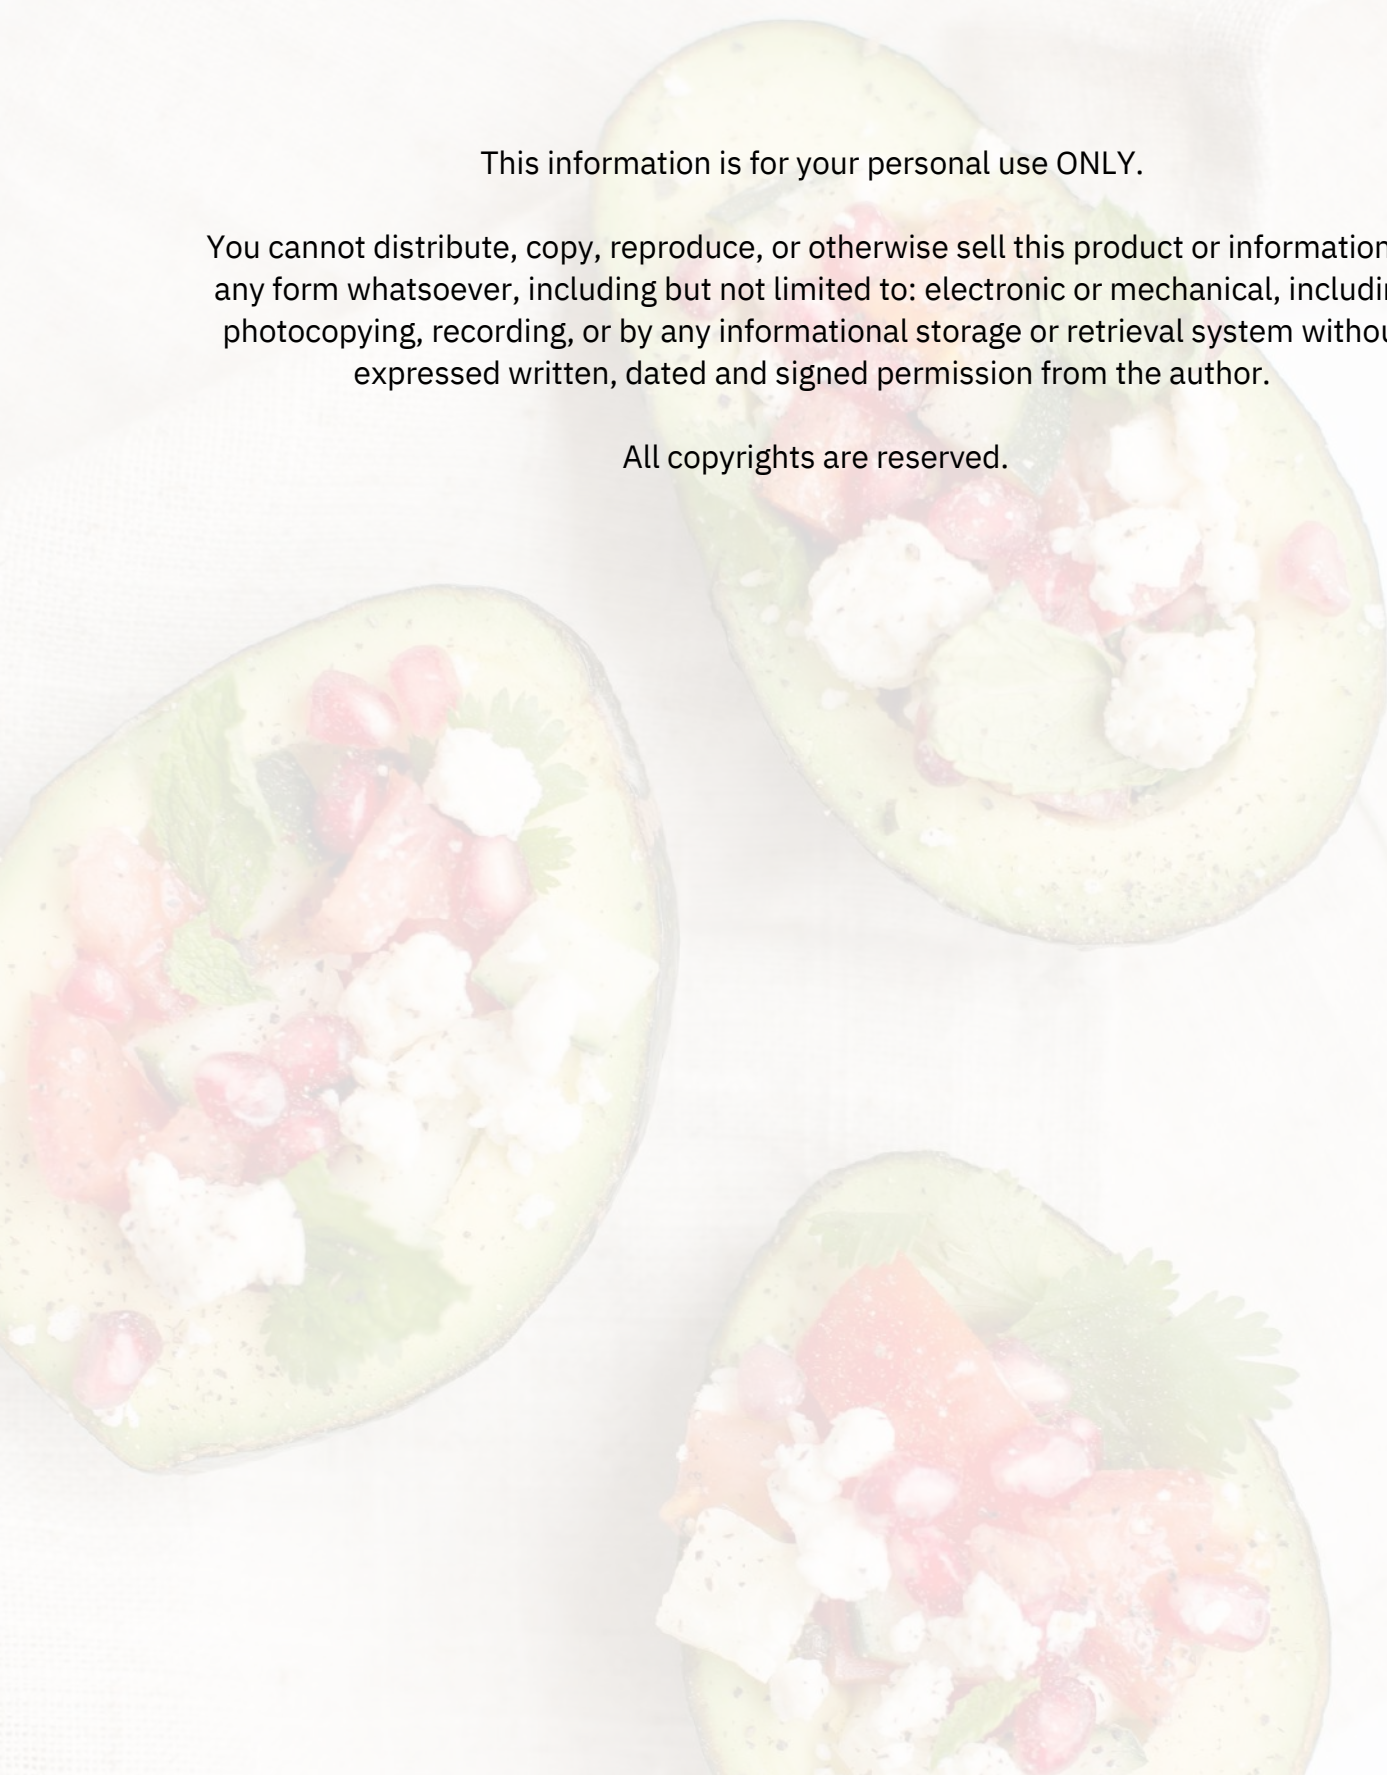 This information is for your personal use ONLY.
You cannot distribute, copy, reproduce, or otherwise sell this product or information
any form whatsoever, including but not limited to: electronic or mechanical,
photocopying, recording, or by any informational storage or retrieval system
expressed written, dated and signed permission from the author.
All copyrights are reserved.